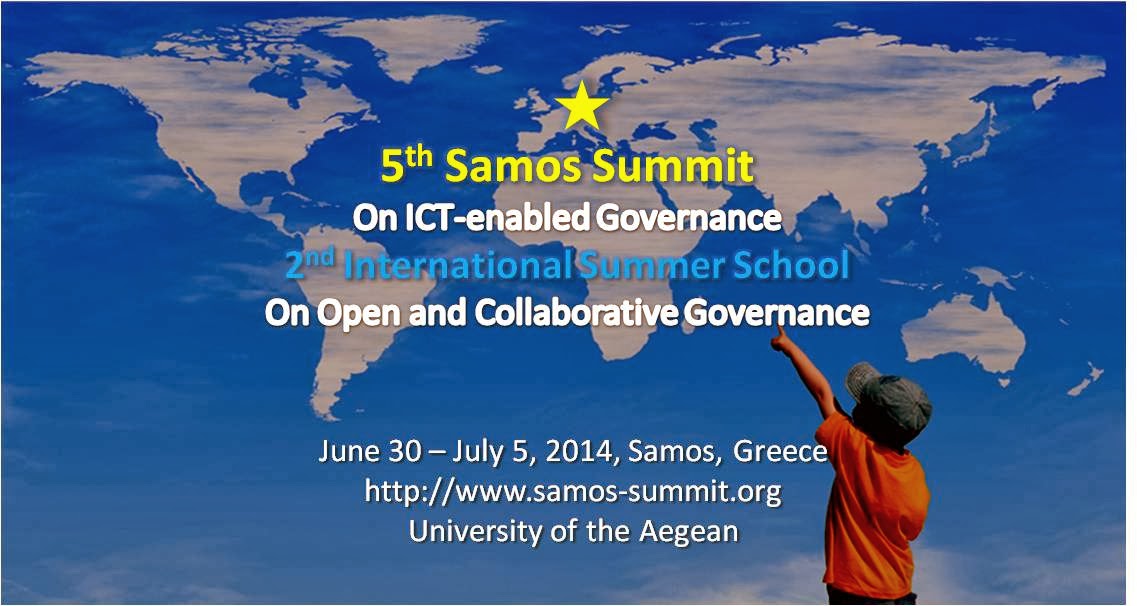 5th Samos Summit
On ICT-enabled Governance
2nd International Summer School
On Open and Collaborative Governance
June 30 – July 5, 2014, Samos, Greece
http://www.samos-summit.org
University of the Aegean